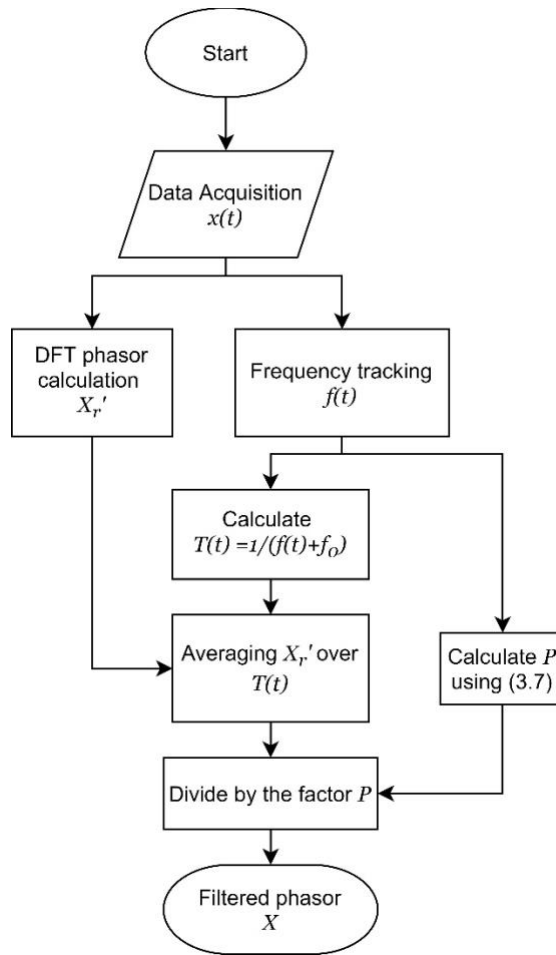 Start
Data Acquisition
x(t)
DFT phasor
calculation
Xᵣ'
Frequency tracking
f(t)
Calculate
T(t) =1/(f(t)+fₒ)
Averaging Xᵣ' over
T(t)
Calculate P
using (3.7)
Divide by the factor P
Filtered phasor
X